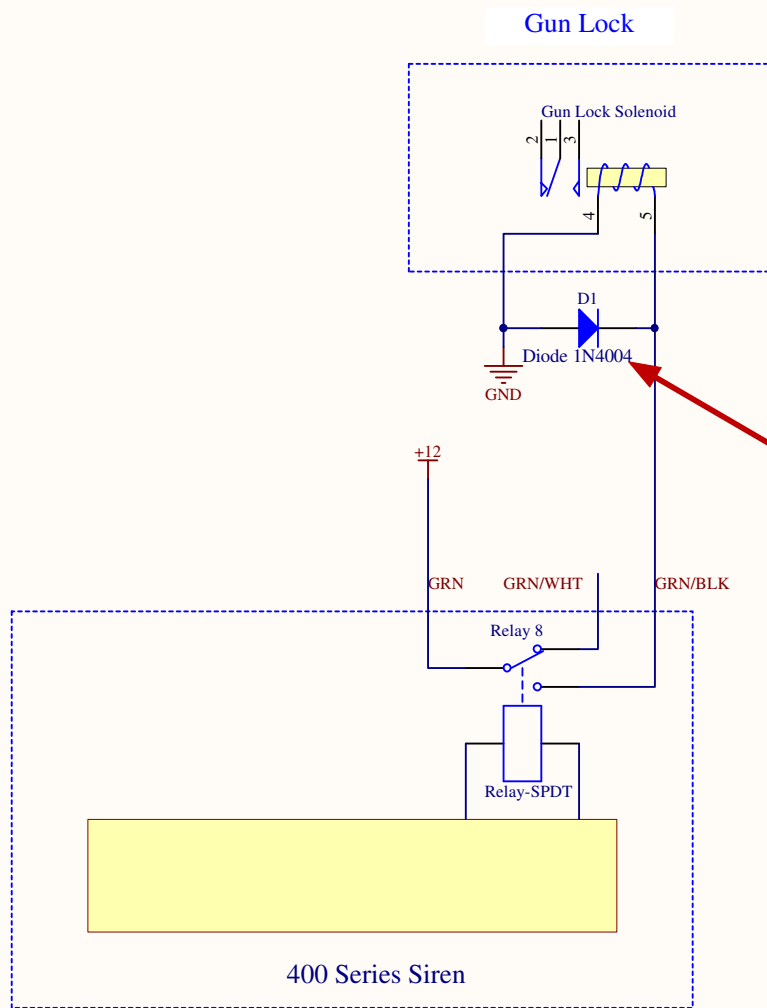 Gun Lock
Gun Lock Solenoid
2
1
3
4
5
D1
Diode 1N4004
GND
+12
GRN
GRN/WHT
GRN/BLK
Relay 8
Relay-SPDT
400 Series Siren